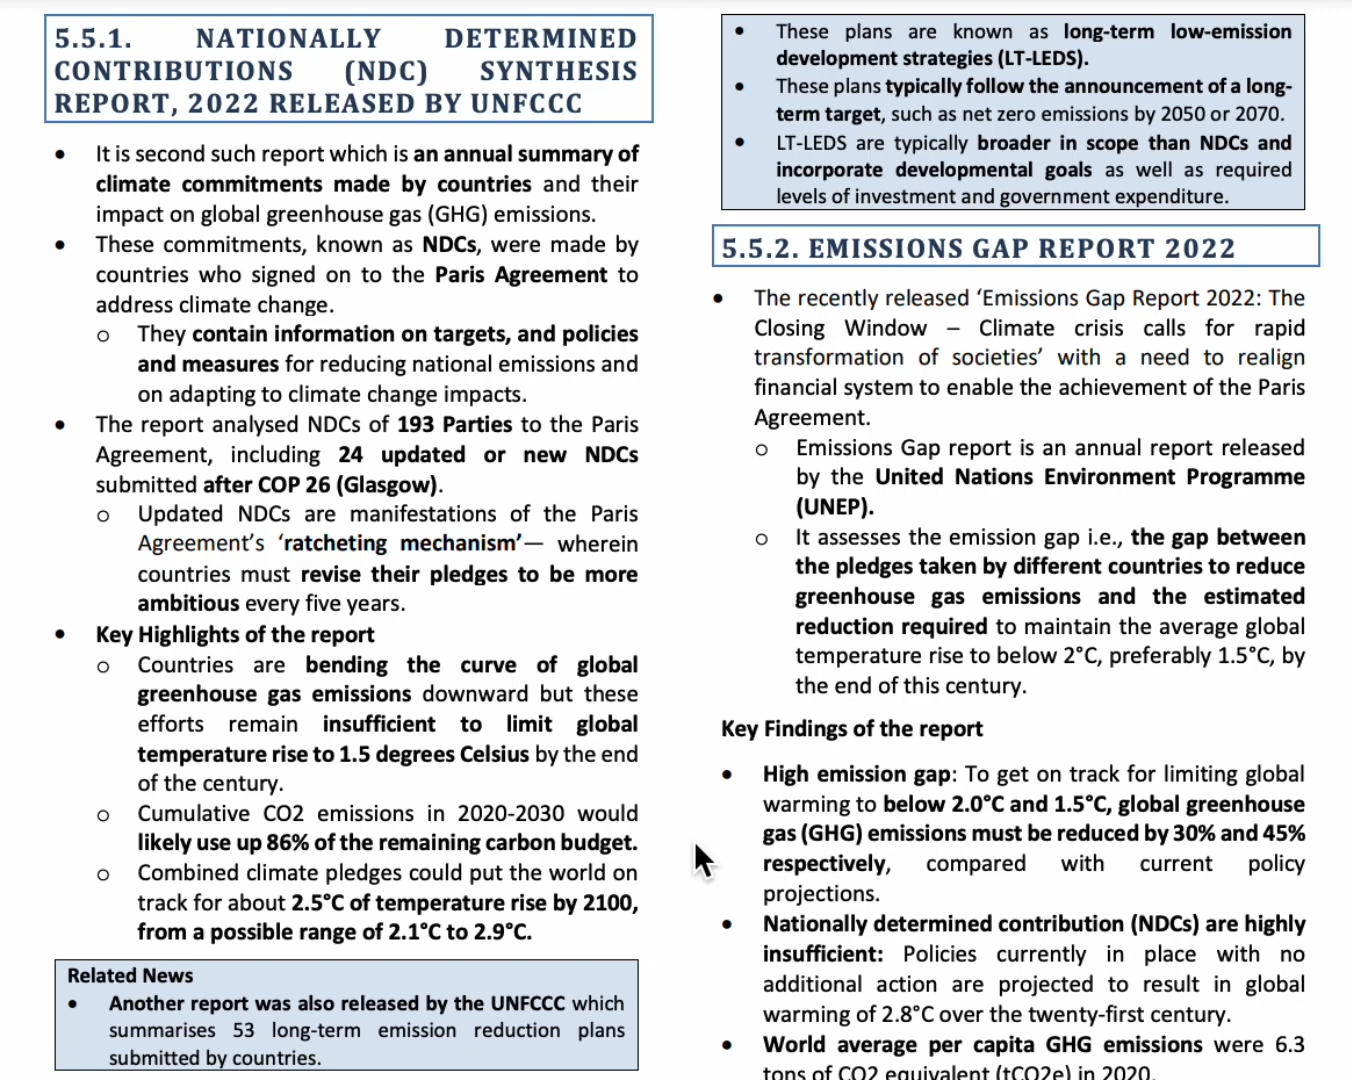 5.5.1. NATIONALLY DETERMINED
CONTRIBUTIONS (NDC) SYNTHESIS
REPORT, 2022 RELEASED BY UNFCCC
• It is second such report which is an annual summary of
climate commitments made by countries and their
impact on global greenhouse gas (GHG) emissions.
• These commitments, known as NDCs, were made by
countries who signed on to the Paris Agreement to
address climate change.
o They contain information on targets, and policies
and measures for reducing national emissions and
on adapting to climate change impacts.
• The report analysed NDCs of 193 Parties to the Paris
Agreement, including 24 updated or new NDCs
submitted after COP 26 (Glasgow).
o Updated NDCs are manifestations of the Paris
Agreement’s ‘ratcheting mechanism’— wherein
countries must revise their pledges to be more
ambitious every five years.
• Key Highlights of the report
o Countries are bending the curve of global
greenhouse gas emissions downward but these
efforts remain insufficient to limit global
temperature rise to 1.5 degrees Celsius by the end
of the century.
o Cumulative CO2 emissions in 2020-2030 would
likely use up 86% of the remaining carbon budget.
o Combined climate pledges could put the world on
track for about 2.5°C of temperature rise by 2100,
from a possible range of 2.1°C to 2.9°C.
Related News
• Another report was also released by the UNFCCC which
summarises 53 long-term emission reduction plans
submitted by countries.
• These plans are known as long-term low-emission
development strategies (LT-LEDS).
• These plans typically follow the announcement of a long-
term target, such as net zero emissions by 2050 or 2070.
• LT-LEDS are typically broader in scope than NDCs and
incorporate developmental goals as well as required
levels of investment and government expenditure.
5.5.2. EMISSIONS GAP REPORT 2022
• The recently released ‘Emissions Gap Report 2022: The
Closing Window – Climate crisis calls for rapid
transformation of societies’ with a need to realign
financial system to enable the achievement of the Paris
Agreement.
o Emissions Gap report is an annual report released
by the United Nations Environment Programme
(UNEP).
o It assesses the emission gap i.e., the gap between
the pledges taken by different countries to reduce
greenhouse gas emissions and the estimated
reduction required to maintain the average global
temperature rise to below 2°C, preferably 1.5°C, by
the end of this century.
Key Findings of the report
• High emission gap: To get on track for limiting global
warming to below 2.0°C and 1.5°C, global greenhouse
gas (GHG) emissions must be reduced by 30% and 45%
respectively, compared with current policy
projections.
• Nationally determined contribution (NDCs) are highly
insufficient: Policies currently in place with no
additional action are projected to result in global
warming of 2.8°C over the twenty-first century.
• World average per capita GHG emissions were 6.3
tons of CO2 equivalent (tCO2e) in 2020.